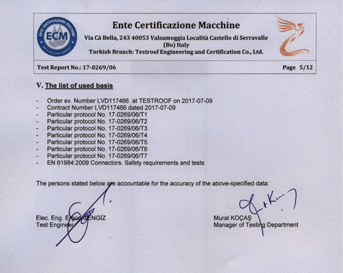 ECM
Ente Certificazione Macchine
Via Cà Bella, 243 40053 Valsamoggia Località Castello di Serravalle
(Bo) Italy
Turkish Branch: Testroof Engineering and Certification Co., Ltd.
Test Report No.: 17-0269/06 Page 5/12
V. The list of used basis
- Order ev. Number LVD117466 at TESTROOF on 2017-07-09
- Contract Number LVD117466 dated 2017-07-09
- Particular protocol No. 17-0269/06/T1
- Particular protocol No. 17-0269/06/T2
- Particular protocol No. 17-0269/06/T3
- Particular protocol No. 17-0269/06/T4
- Particular protocol No. 17-0269/06/T5
- Particular protocol No. 17-0269/06/T6
- Particular protocol No. 17-0269/06/T7
- EN 61984:2009 Connectors. Safety requirements and tests
The persons stated below are accountable for the accuracy of the above-specified data:
Elec. Eng. Murat KOÇAŞ
Test Engineer Manager of Testing Department